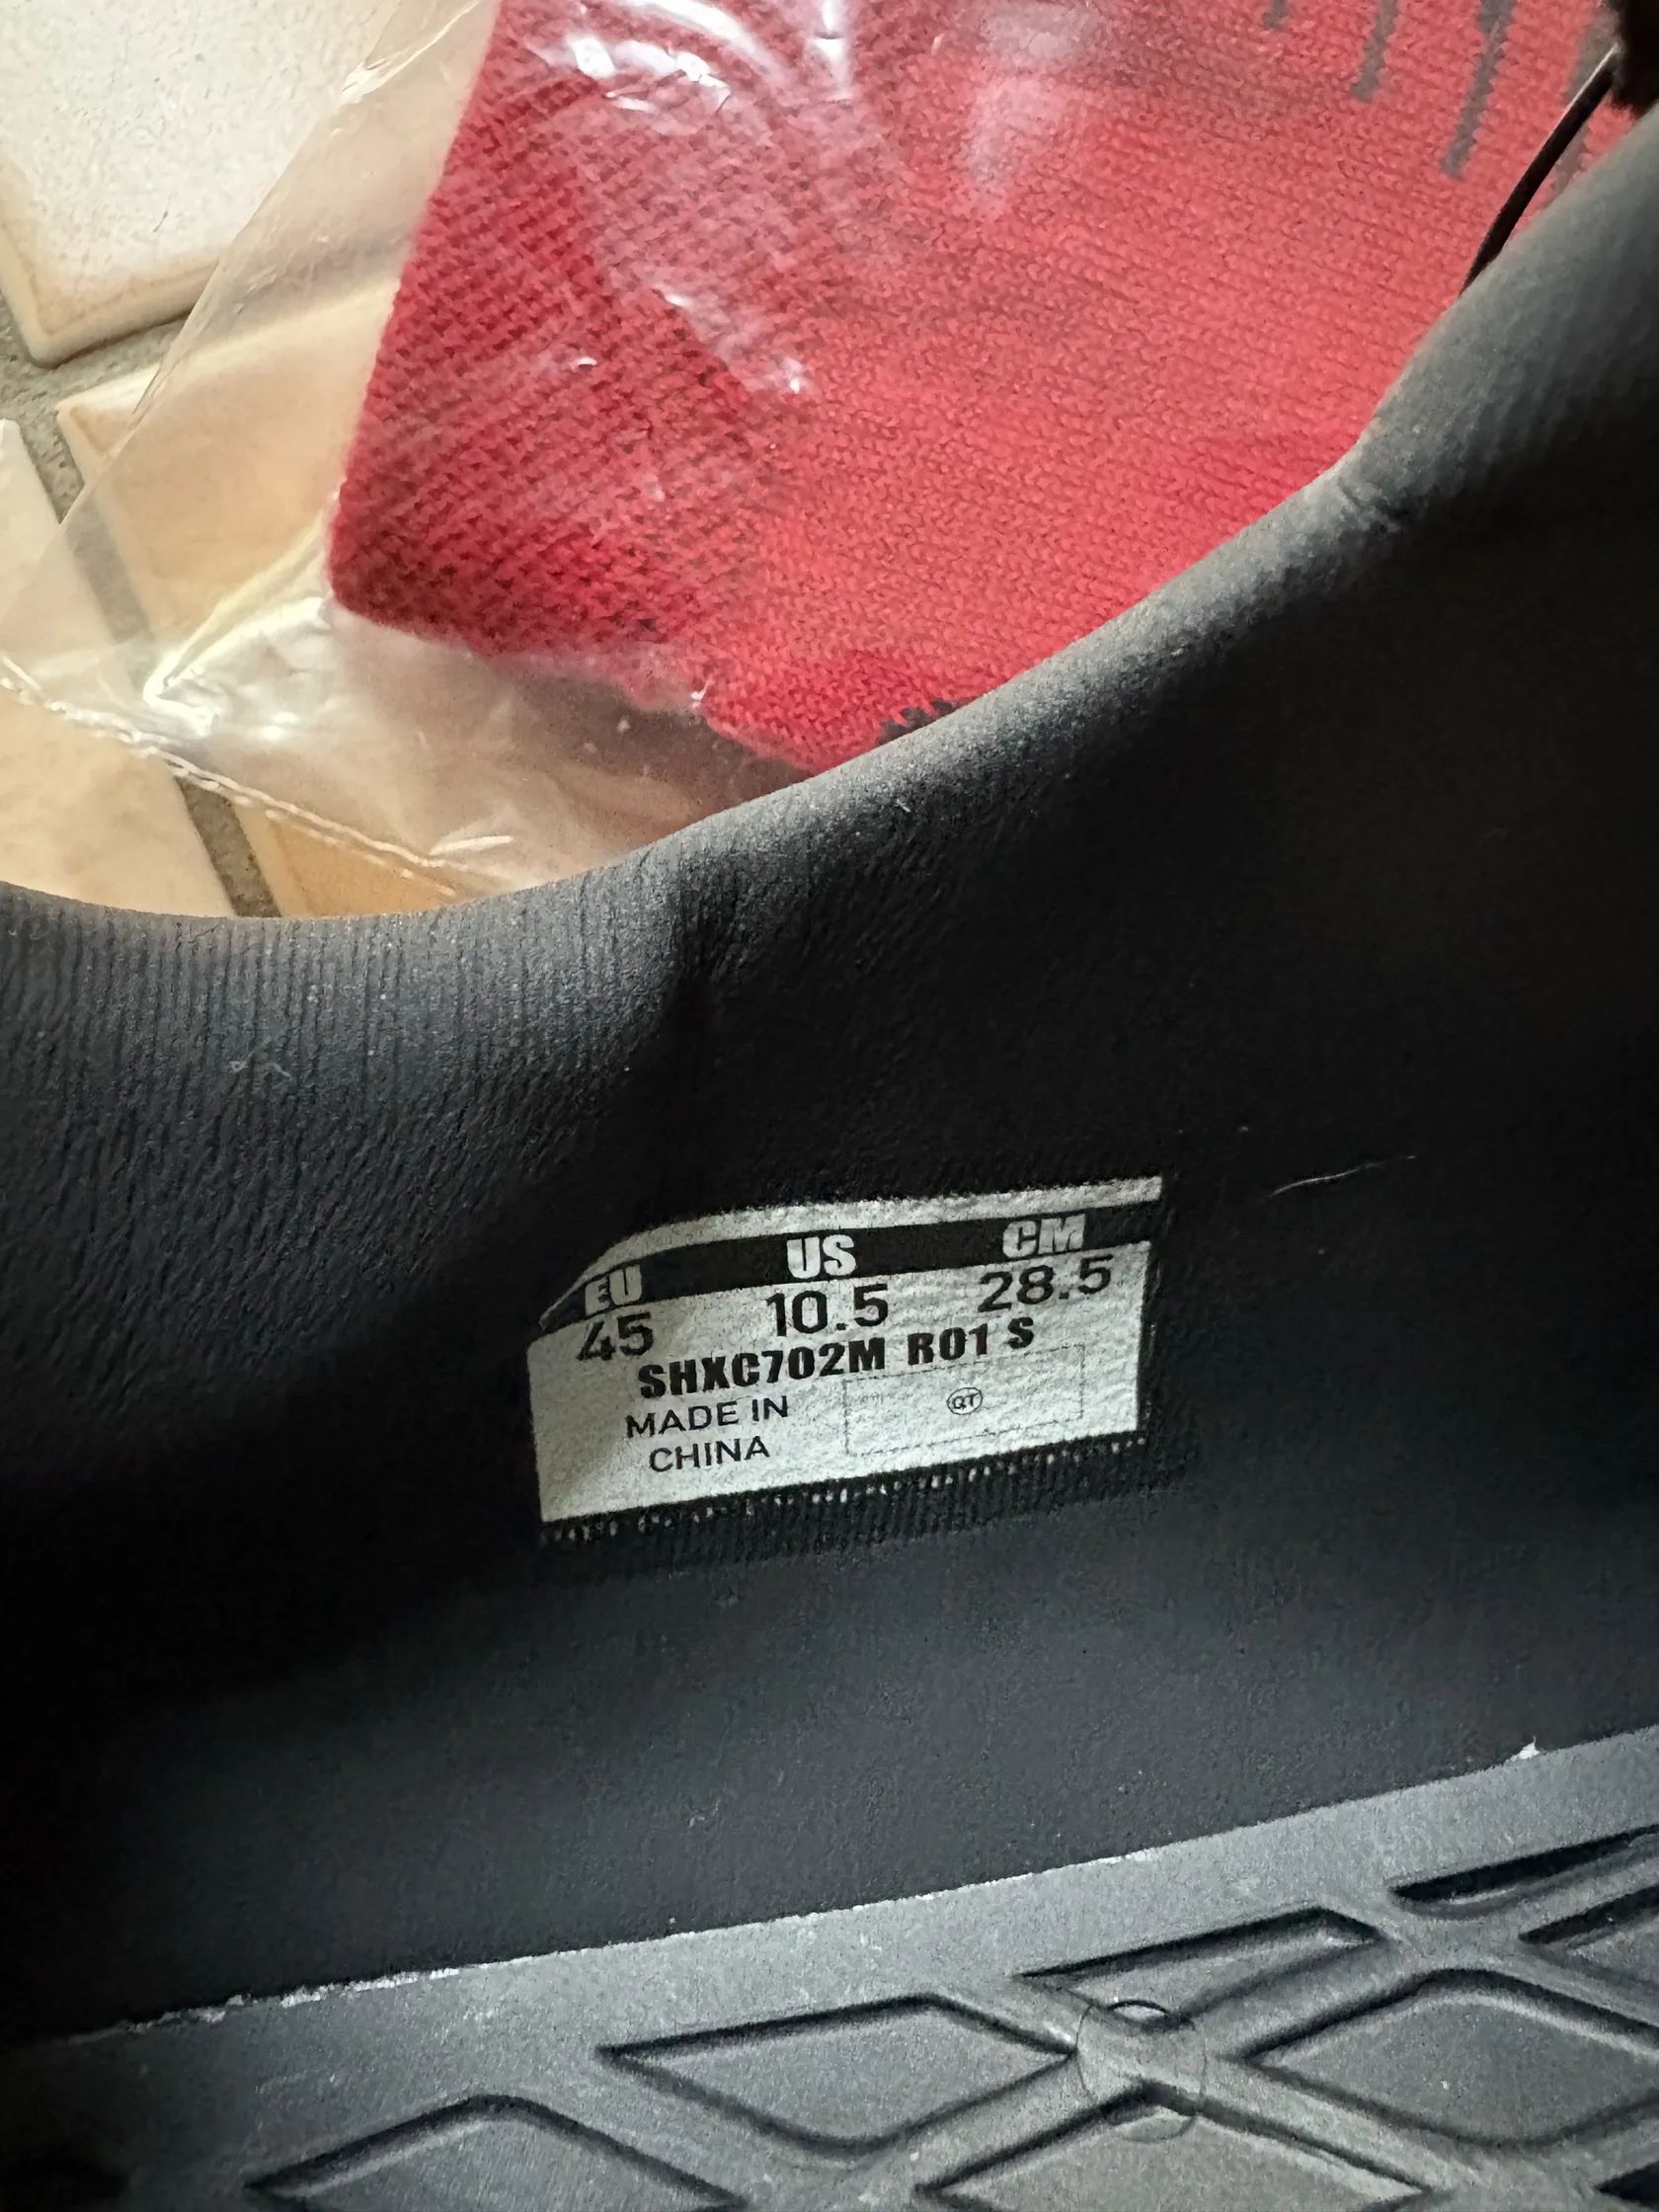 EU US CM
45 10.5 28.5
SHXC702M R01 S
MADE IN
CHINA
QT